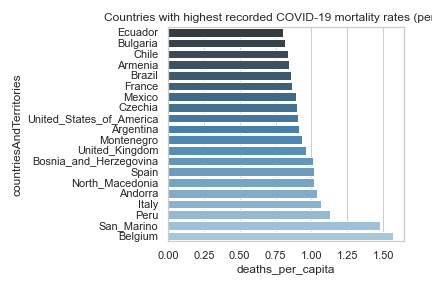 Countries with highest recorded COVID-19 mortality rates (per
countriesAndTerritories
Ecuador
Bulgaria
Chile
Armenia
Brazil
France
Mexico
Czechia
United_States_of_America
Argentina
Montenegro
United_Kingdom
Bosnia_and_Herzegovina
Spain
North_Macedonia
Andorra
Italy
Peru
San_Marino
Belgium
0.00 0.25 0.50 0.75 1.00 1.25 1.50
deaths_per_capita